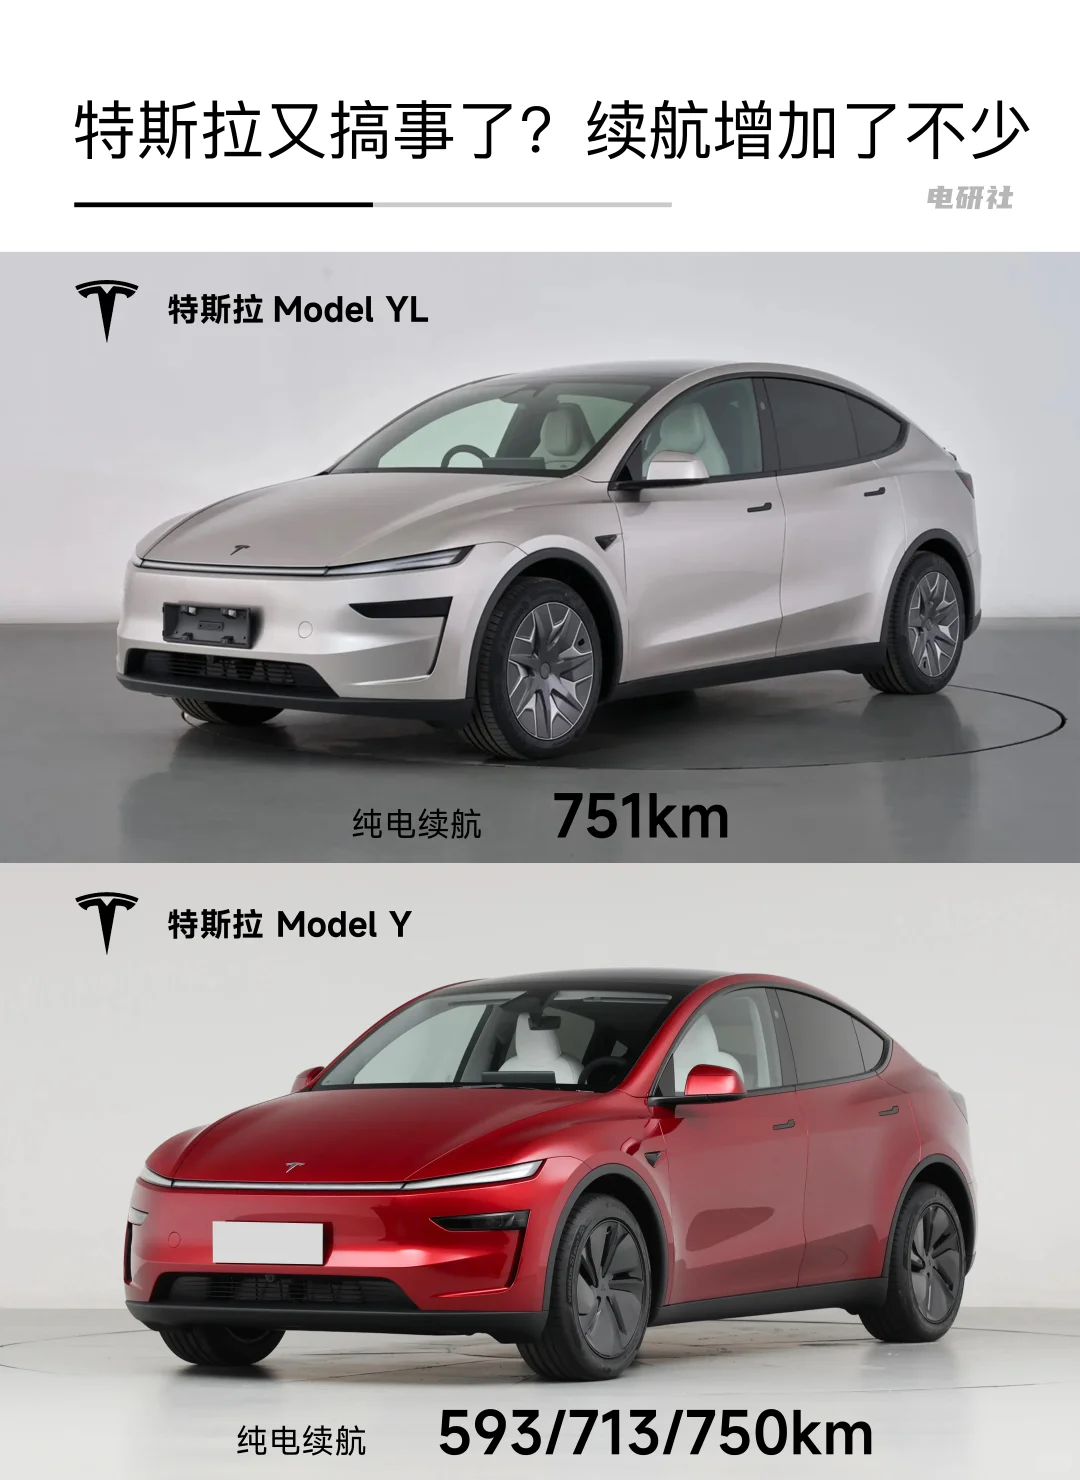 特斯拉又搞事了？续航增加了不少
电研社
特斯拉 Model YL
纯电续航 751km
特斯拉 Model Y
纯电续航 593/713/750km